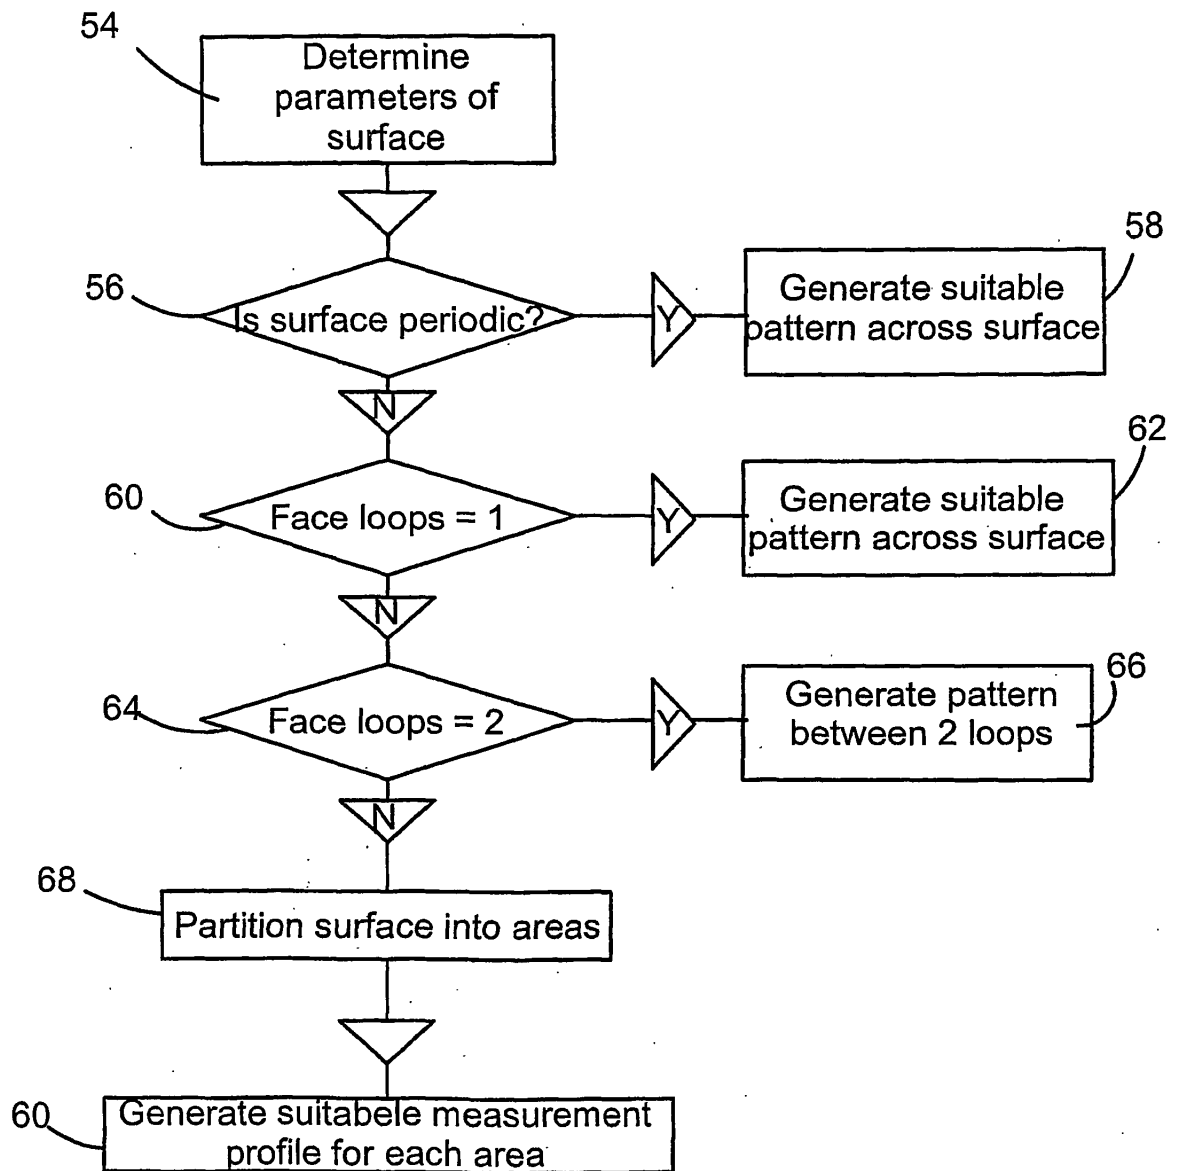 54
Determine
parameters of
surface
56
Is surface periodic?
Y
58
Generate suitable
pattern across surface
N
60
Face loops = 1
Y
62
Generate suitable
pattern across surface
N
64
Face loops = 2
Y
66
Generate pattern
between 2 loops
N
68
Partition surface into areas
60
Generate suitabele measurement
profile for each area